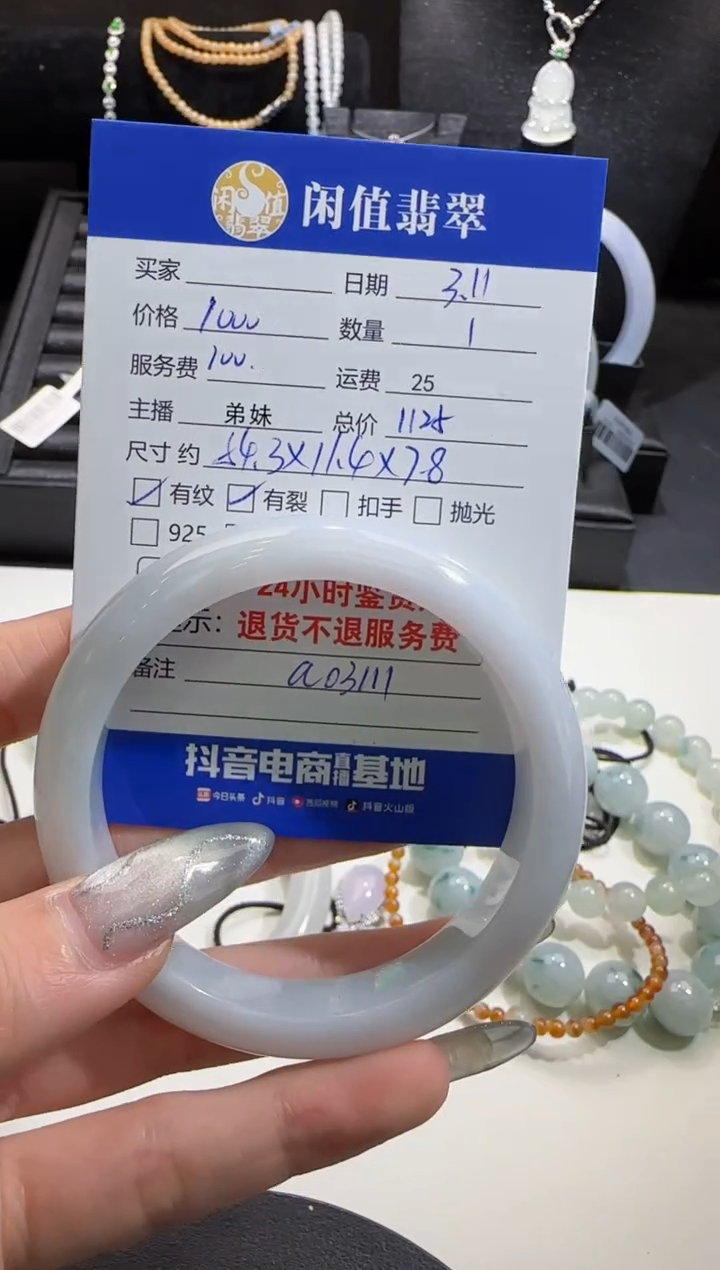 闲值翡翠
闲值翡翠
买家 日期 3.11
价格 1000 数量 1
服务费 100. 运费 25
主播 弟妹 总价 1125
尺寸 约 54.3X11.4X7.8
有纹 有裂 扣手 抛光
925
24小时鉴赏
示: 退货不退服务费
备注 a03111
抖音电商直播基地
今日头条 抖音 西瓜视频 抖音火山版